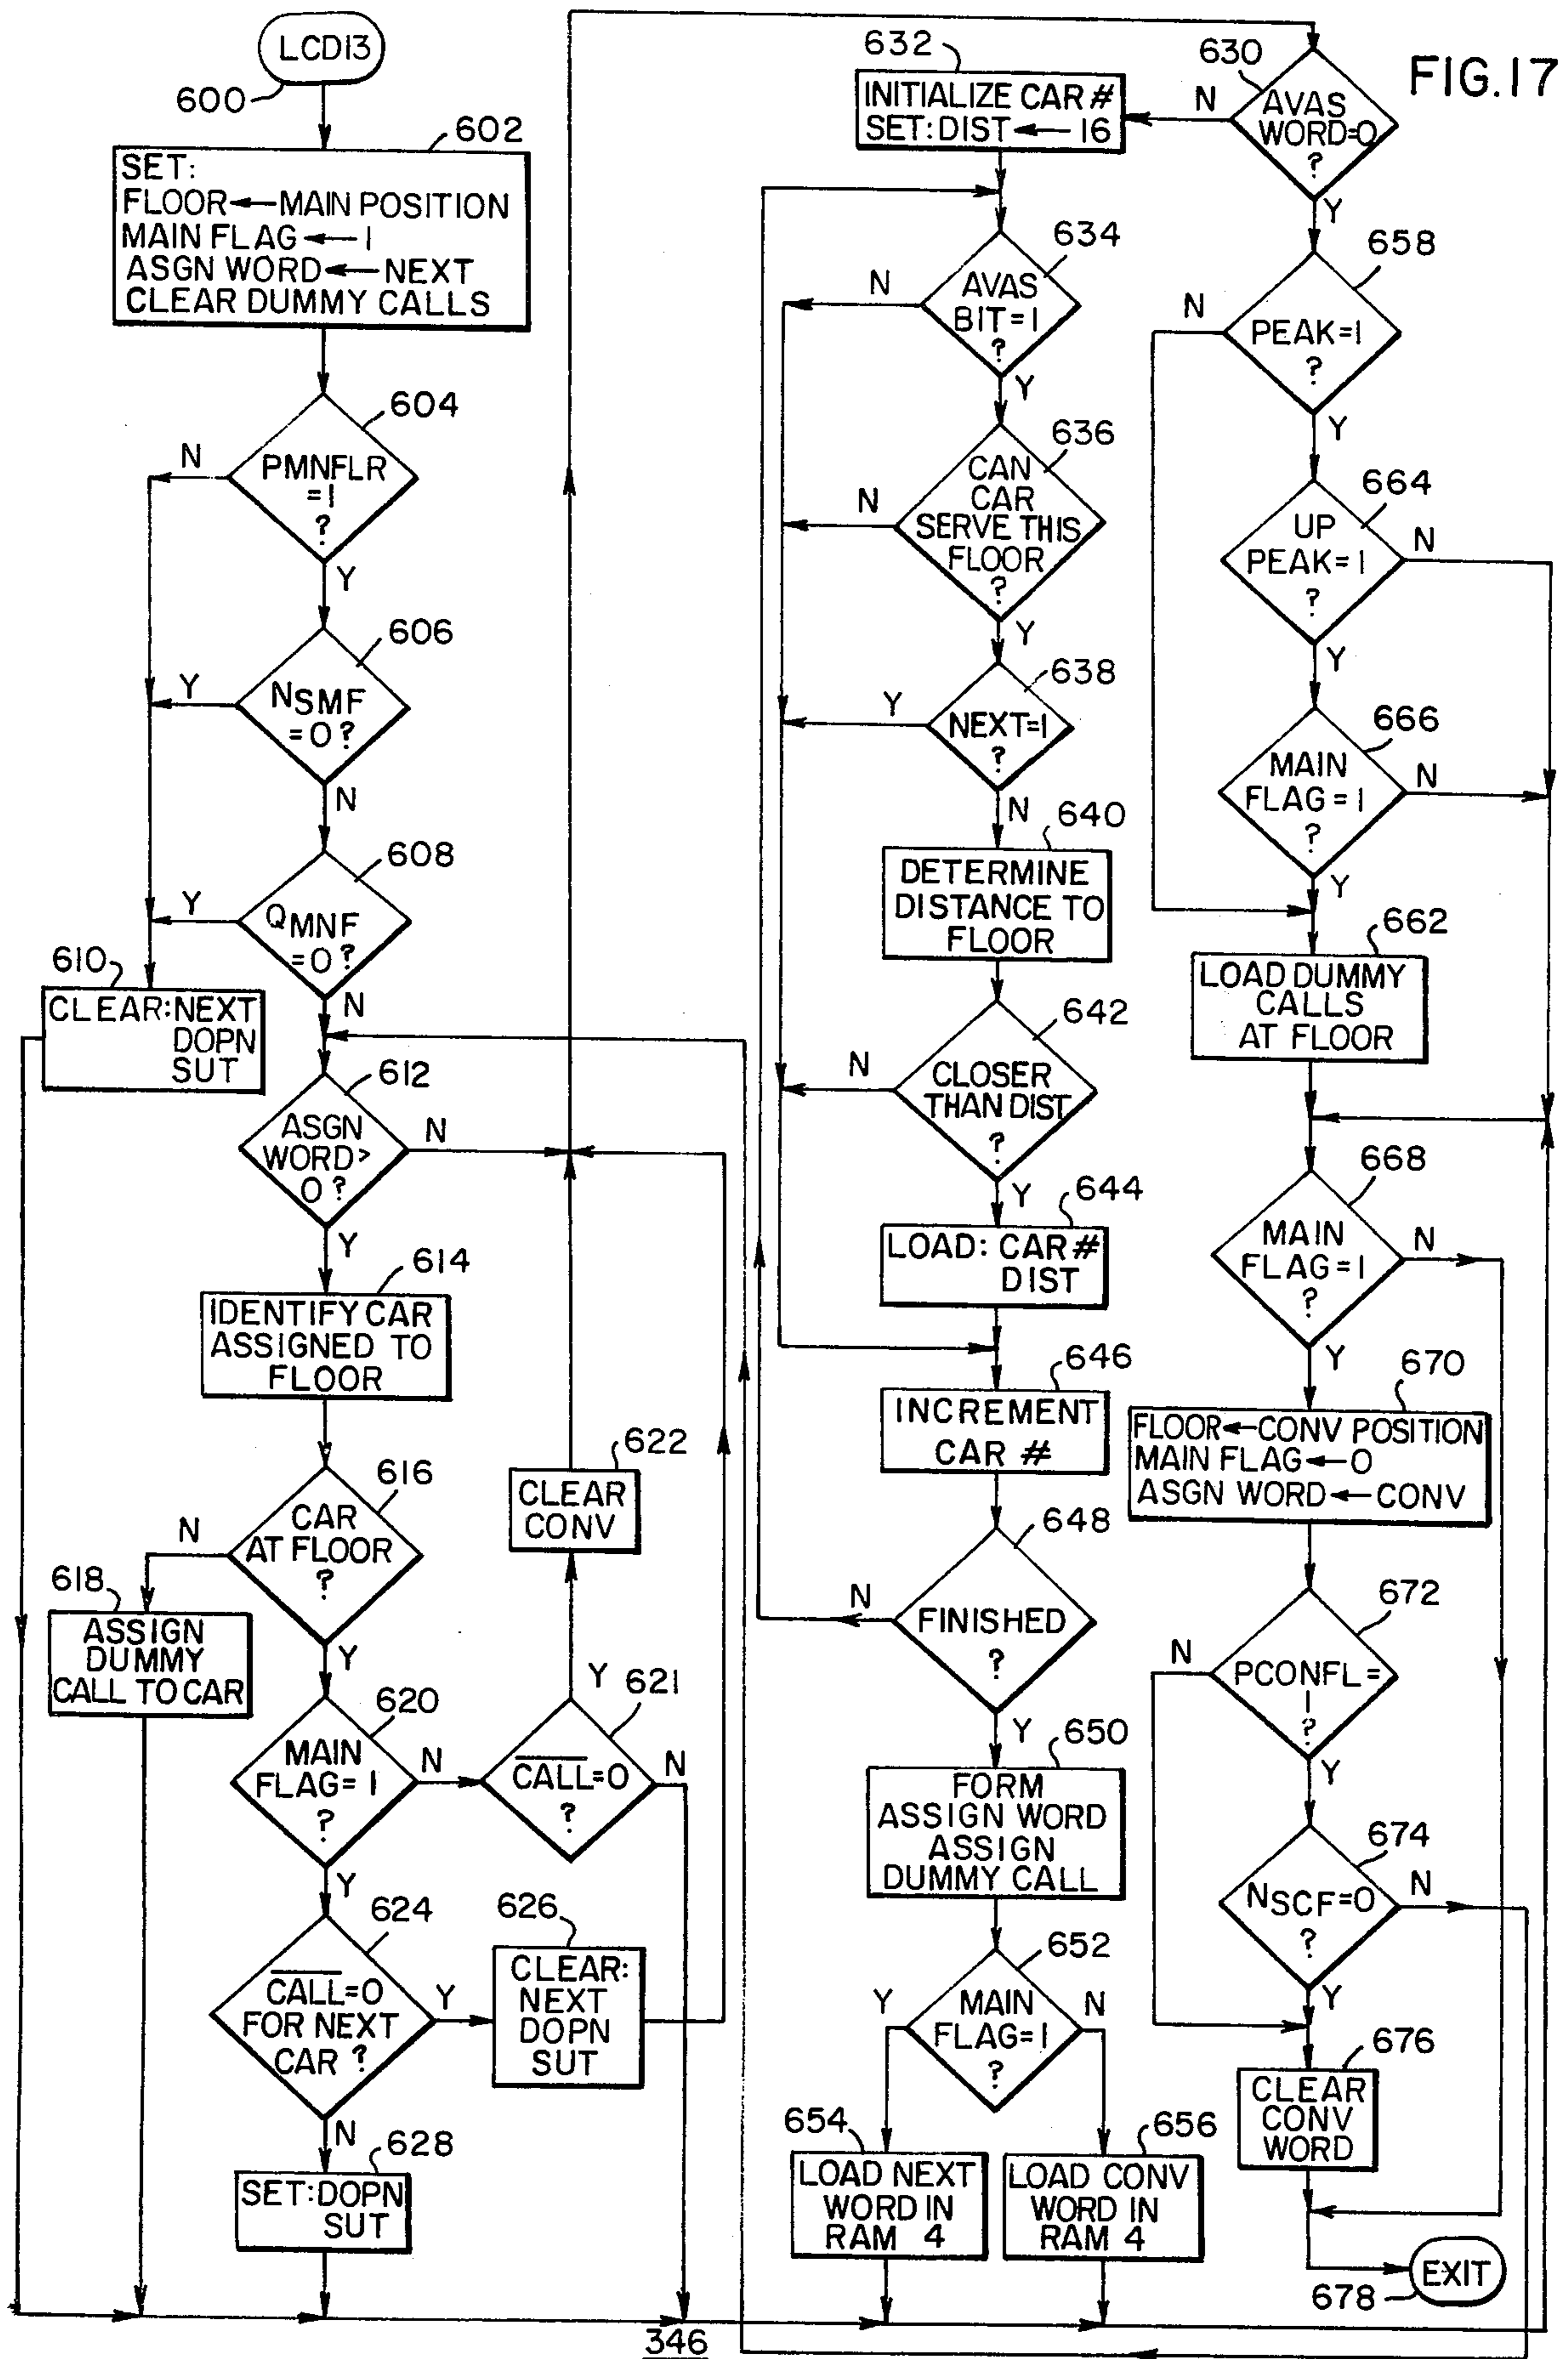 FIG.17
LCD13
600
602
SET:
FLOOR←MAIN POSITION
MAIN FLAG←1
ASGN WORD←NEXT
CLEAR DUMMY CALLS
604
PMNFLR
=1
?
N
Y
606
NSMF
=0?
Y
N
608
QMNF
=0?
Y
N
610
CLEAR:NEXT
DOPN
SUT
612
ASGN
WORD>
0?
N
Y
614
IDENTIFY CAR
ASSIGNED TO
FLOOR
616
CAR
AT FLOOR
?
N
Y
618
ASSIGN
DUMMY
CALL TO CAR
620
MAIN
FLAG=1
?
N
Y
621
C̅A̅L̅L̅=0
?
Y
N
622
CLEAR
CONV
624
C̅A̅L̅L̅=0
FOR NEXT
CAR ?
Y
N
626
CLEAR:
NEXT
DOPN
SUT
628
SET:DOPN
SUT
630
AVAS
WORD=0
?
N
Y
632
INITIALIZE CAR #
SET:DIST←16
634
AVAS
BIT=1
?
N
Y
636
CAN
CAR
SERVE THIS
FLOOR
?
N
Y
638
NEXT=1
?
Y
N
640
DETERMINE
DISTANCE TO
FLOOR
642
CLOSER
THAN DIST
?
N
Y
644
LOAD: CAR #
DIST
646
INCREMENT
CAR #
648
FINISHED
?
N
Y
650
FORM
ASSIGN WORD
ASSIGN
DUMMY CALL
652
MAIN
FLAG=1
?
Y
N
654
LOAD NEXT
WORD IN
RAM 4
656
LOAD CONV
WORD IN
RAM 4
658
PEAK=1
?
N
Y
664
UP
PEAK=1
?
N
Y
666
MAIN
FLAG=1
?
N
Y
662
LOAD DUMMY
CALLS
AT FLOOR
668
MAIN
FLAG=1
?
N
Y
670
FLOOR←CONV POSITION
MAIN FLAG←0
ASGN WORD←CONV
672
PCONFL=
1
?
N
Y
674
NSCF=0
?
N
Y
676
CLEAR
CONV
WORD
EXIT
678
346